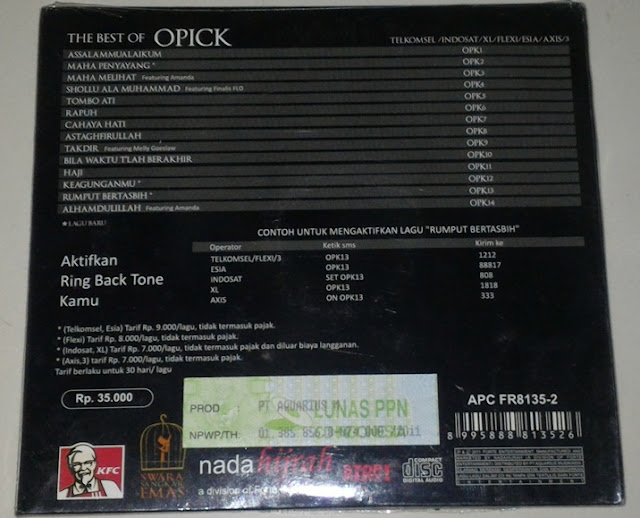 THE BEST OF OPICK TELKOMSEL /INDOSAT/XL/FLEXI/ESIA/AXIS/3
ASSALAMMUALAIKUM OPK1
MAHA PENYAYANG * OPK2
MAHA MELIHAT Featuring Amanda OPK3
SHOLLU ALA MUHAMMAD Featuring Finalis FLO OPK4
TOMBO ATI OPK5
RAPUH OPK6
CAHAYA HATI OPK7
ASTAGHFIRULLAH OPK8
TAKDIR Featuring Melly Goeslaw OPK9
BILA WAKTU T'LAH BERAKHIR OPK10
HAJI OPK11
KEAGUNGANMU * OPK12
RUMPUT BERTASBIH * OPK13
ALHAMDULILLAH Featuring Amanda OPK14
★ LAGU BARU
CONTOH UNTUK MENGAKTIFKAN LAGU "RUMPUT BERTASBIH"
Aktifkan
Ring Back Tone
Kamu
Operator Ketik sms Kirim ke
TELKOMSEL/FLEXI/3 OPK13 1212
ESIA OPK13 88817
INDOSAT SET OPK13 808
XL OPK13 1818
AXIS ON OPK13 333
* (Telkomsel, Esia) Tarif Rp. 9.000/lagu, tidak termasuk pajak.
* (Flexi) Tarif Rp. 8.000/lagu, tidak termasuk pajak.
* (Indosat, XL) Tarif Rp. 7.000/lagu, tidak termasuk pajak dan diluar biaya langganan.
* (Axis,3) tarif Rp. 7.000/lagu, tidak termasuk pajak.
Tarif berlaku untuk 30 hari/ lagu
Rp. 35.000
PROD : PT AQUARIUS M
LUNAS PPN
NPWP/TH:
APC FR8135-2
8995888813526
KFC
SWARA
SANGKAR
EMAS
nada hijrah
a division of
COMPACT
disc
DIGITAL AUDIO